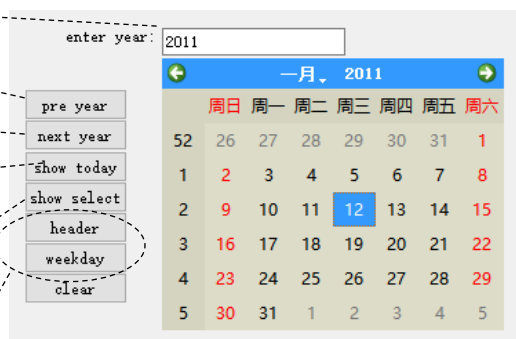 enter year: 2011
一月 2011
周日 周一 周二 周三 周四 周五 周六
52 26 27 28 29 30 31 1
1 2 3 4 5 6 7 8
2 9 10 11 12 13 14 15
3 16 17 18 19 20 21 22
4 23 24 25 26 27 28 29
5 30 31 1 2 3 4 5
pre year
next year
show today
show select
header
weekday
clear